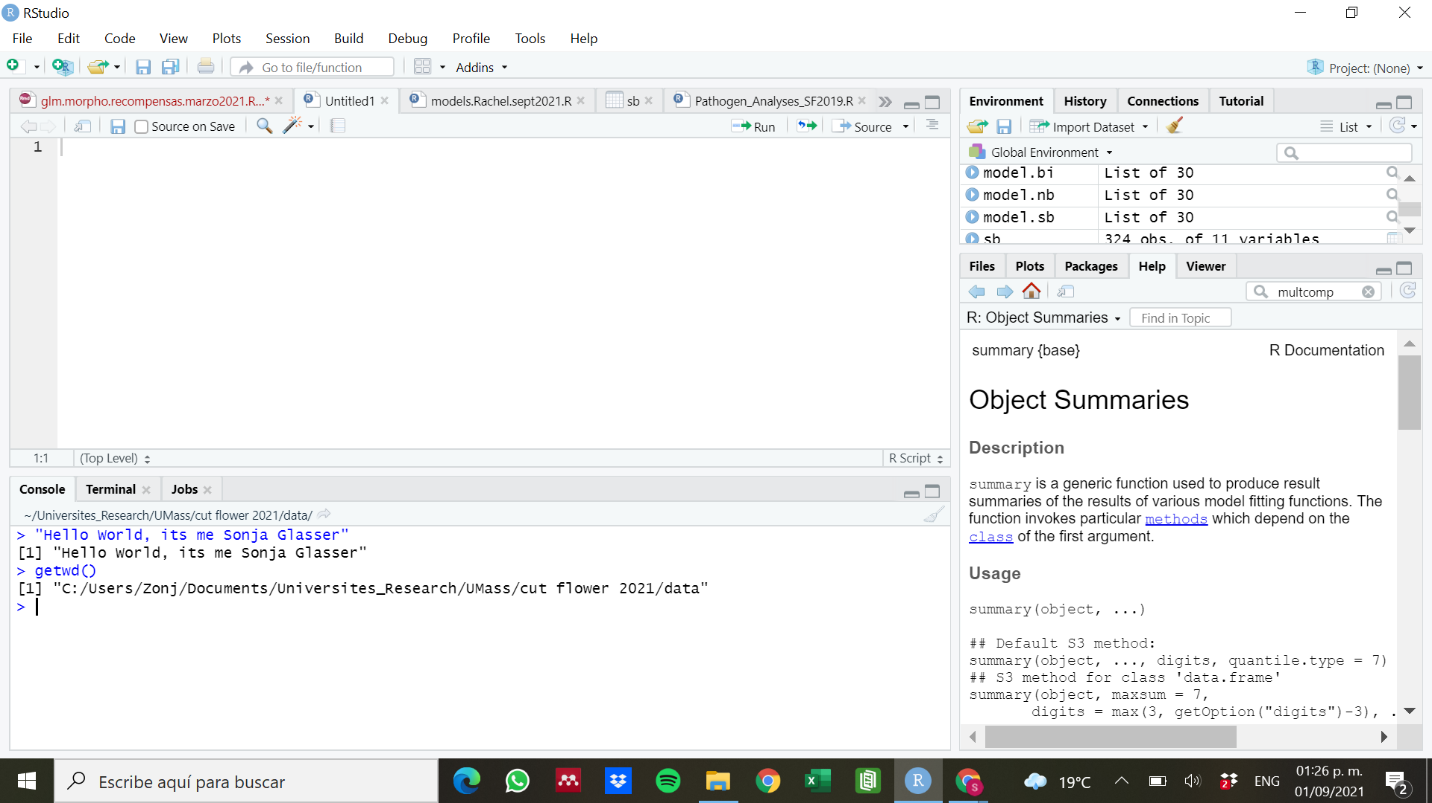 RStudio
File Edit Code View Plots Session Build Debug Profile Tools Help
Go to file/function Addins Project: (None)
glm.morpho.recompensas.marzo2021.R...* Untitled1 models.Rachel.sept2021.R sb Pathogen_Analyses_SF2019.R
Source on Save Run Source
1
1:1 (Top Level) R Script
Console Terminal Jobs
~/Universites_Research/UMass/cut flower 2021/data/
> "Hello World, its me Sonja Glasser"
[1] "Hello World, its me Sonja Glasser"
> getwd()
[1] "C:/Users/Zonj/Documents/Universites_Research/UMass/cut flower 2021/data"
>
Environment History Connections Tutorial
Import Dataset List
Global Environment
model.bi List of 30
model.nb List of 30
model.sb List of 30
sb 324 obs. of 11 variables
Files Plots Packages Help Viewer
multcomp
R: Object Summaries Find in Topic
summary {base} R Documentation
Object Summaries
Description
summary is a generic function used to produce result
summaries of the results of various model fitting functions. The
function invokes particular methods which depend on the
class of the first argument.
Usage
summary(object, ...)
## Default S3 method:
summary(object, ..., digits, quantile.type = 7)
## S3 method for class 'data.frame'
summary(object, maxsum = 7,
digits = max(3, getOption("digits")-3), .
Escribe aquí para buscar
19°C ENG 01:26 p. m.
01/09/2021
2